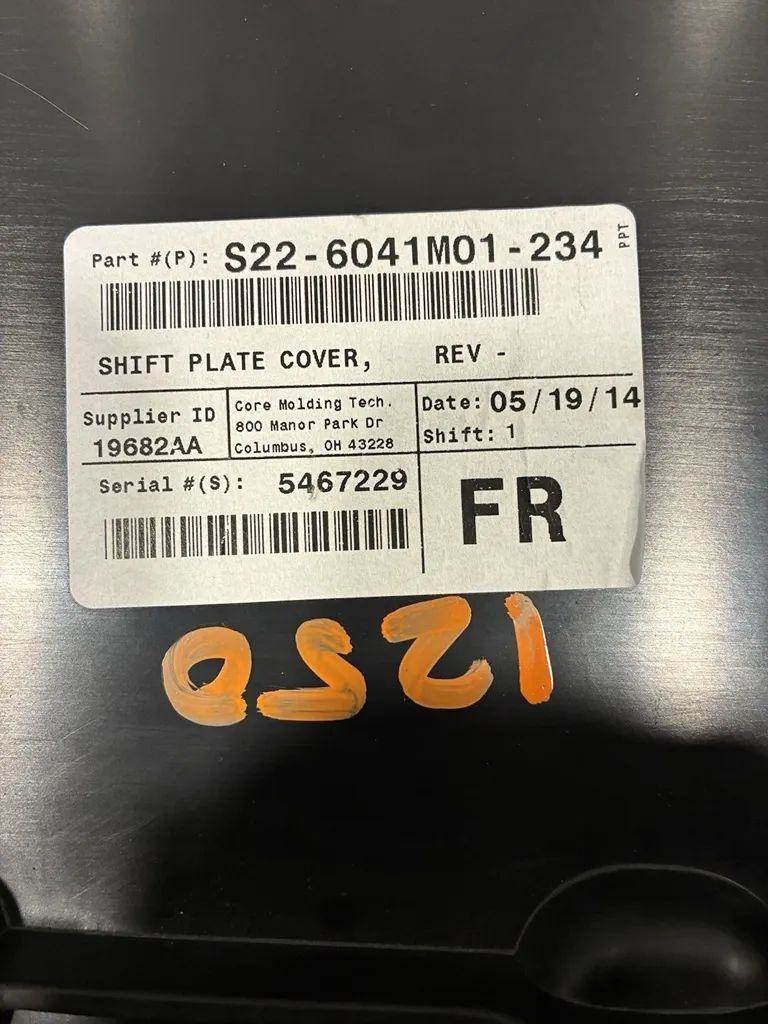 Part #(P): S22-6041M01-234
PPT
SHIFT PLATE COVER, REV -
Supplier ID
19682AA
Core Molding Tech.
800 Manor Park Dr
Columbus, OH 43228
Date: 05/19/14
Shift: 1
Serial #(S): 5467229
FR
1250